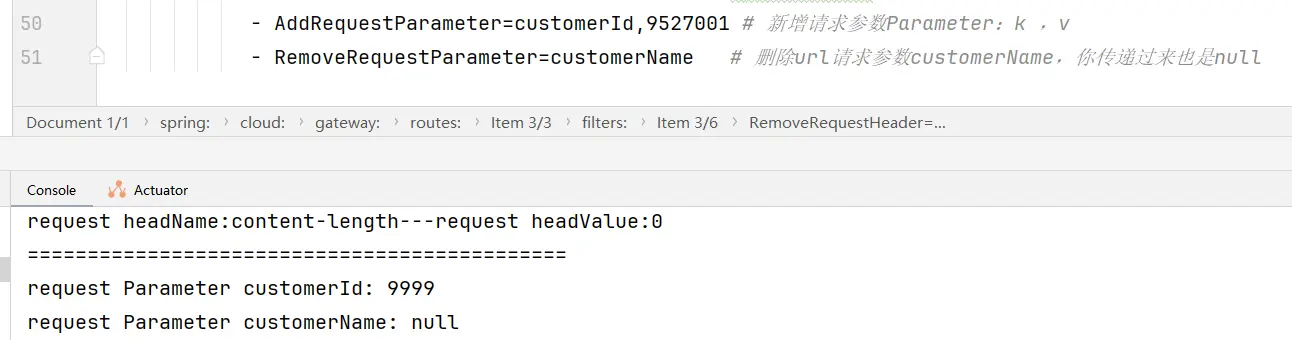 50 - AddRequestParameter=customerId,9527001 # 新增请求参数Parameter：k ，v
51 - RemoveRequestParameter=customerName # 删除url请求参数customerName，你传递过来也是null
Document 1/1 › spring: › cloud: › gateway: › routes: › Item 3/3 › filters: › Item 3/6 › RemoveRequestHeader=...
Console Actuator
request headName:content-length---request headValue:0
=============================================
request Parameter customerId: 9999
request Parameter customerName: null